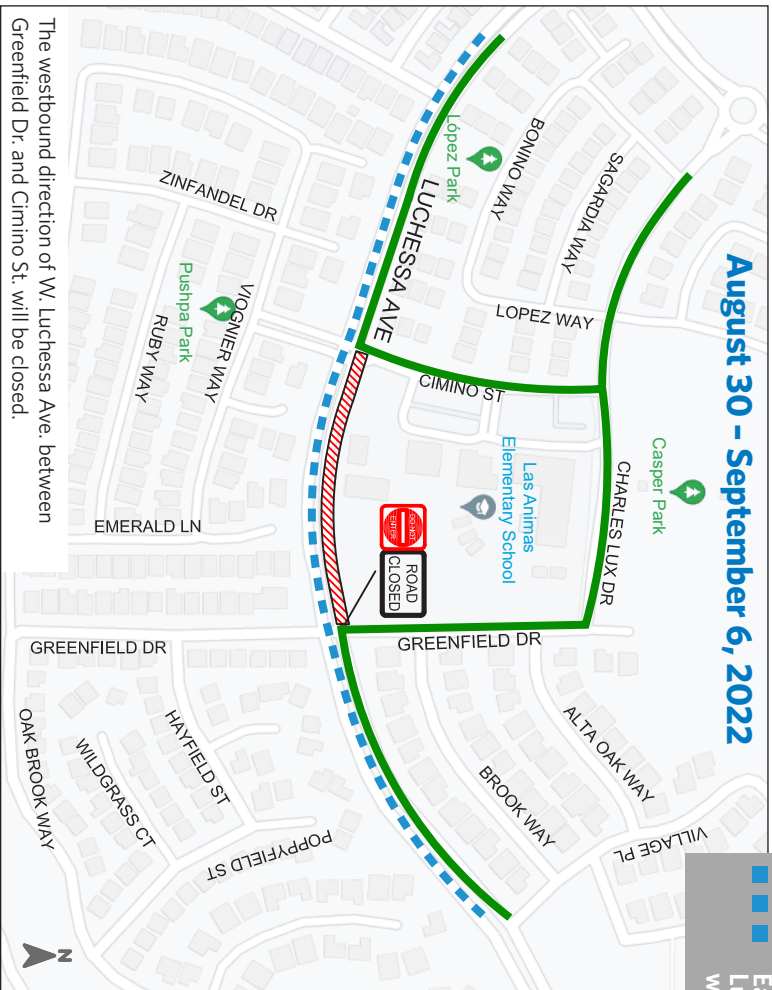 August 30 - September 6, 2022
Casper Park
CHARLES LUX DR
SAGARDIA WAY
BONINO WAY
LOPEZ WAY
López Park
LUCHESSA AVE
CIMINO ST
Las Animas
Elementary School
DO NOT
ENTER
ROAD
CLOSED
GREENFIELD DR
ALTA OAK WAY
BROOK WAY
VILLAGE PL
ZINFANDEL DR
VIOGNIER WAY
Pushpa Park
RUBY WAY
EMERALD LN
GREENFIELD DR
HAYFIELD ST
WILDGRASS CT
POPPYFIELD ST
OAK BROOK WAY
N
The westbound direction of W. Luchessa Ave. between
Greenfield Dr. and Cimino St. will be closed.